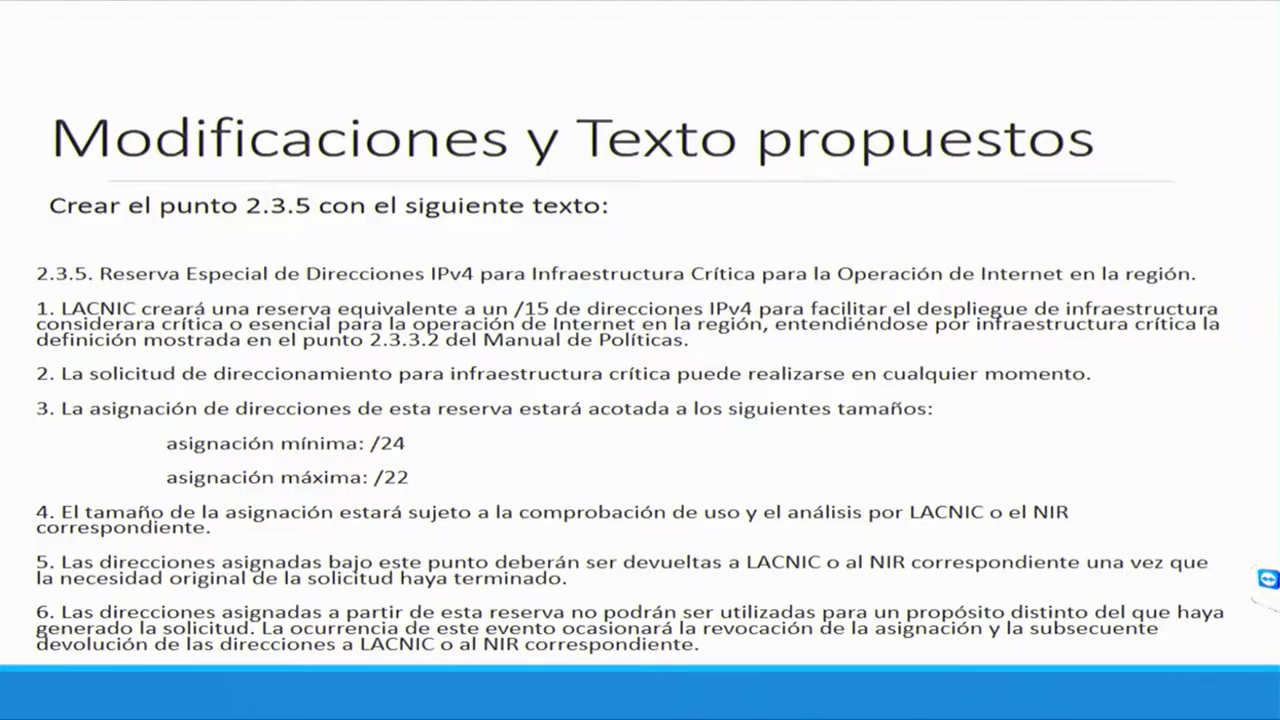 Modificaciones y Texto propuestos
Crear el punto 2.3.5 con el siguiente texto:
2.3.5. Reserva Especial de Direcciones IPv4 para Infraestructura Crítica para la Operación de Internet en la región.
1. LACNIC creará una reserva equivalente a un /15 de direcciones IPv4 para facilitar el despliegue de infraestructura
considerara crítica o esencial para la operación de Internet en la región, entendiéndose por infraestructura crítica la
definición mostrada en el punto 2.3.3.2 del Manual de Políticas.
2. La solicitud de direccionamiento para infraestructura crítica puede realizarse en cualquier momento.
3. La asignación de direcciones de esta reserva estará acotada a los siguientes tamaños:
asignación mínima: /24
asignación máxima: /22
4. El tamaño de la asignación estará sujeto a la comprobación de uso y el análisis por LACNIC o el NIR
correspondiente.
5. Las direcciones asignadas bajo este punto deberán ser devueltas a LACNIC o al NIR correspondiente una vez que
la necesidad original de la solicitud haya terminado.
6. Las direcciones asignadas a partir de esta reserva no podrán ser utilizadas para un propósito distinto del que haya
generado la solicitud. La ocurrencia de este evento ocasionará la revocación de la asignación y la subsecuente
devolución de las direcciones a LACNIC o al NIR correspondiente.